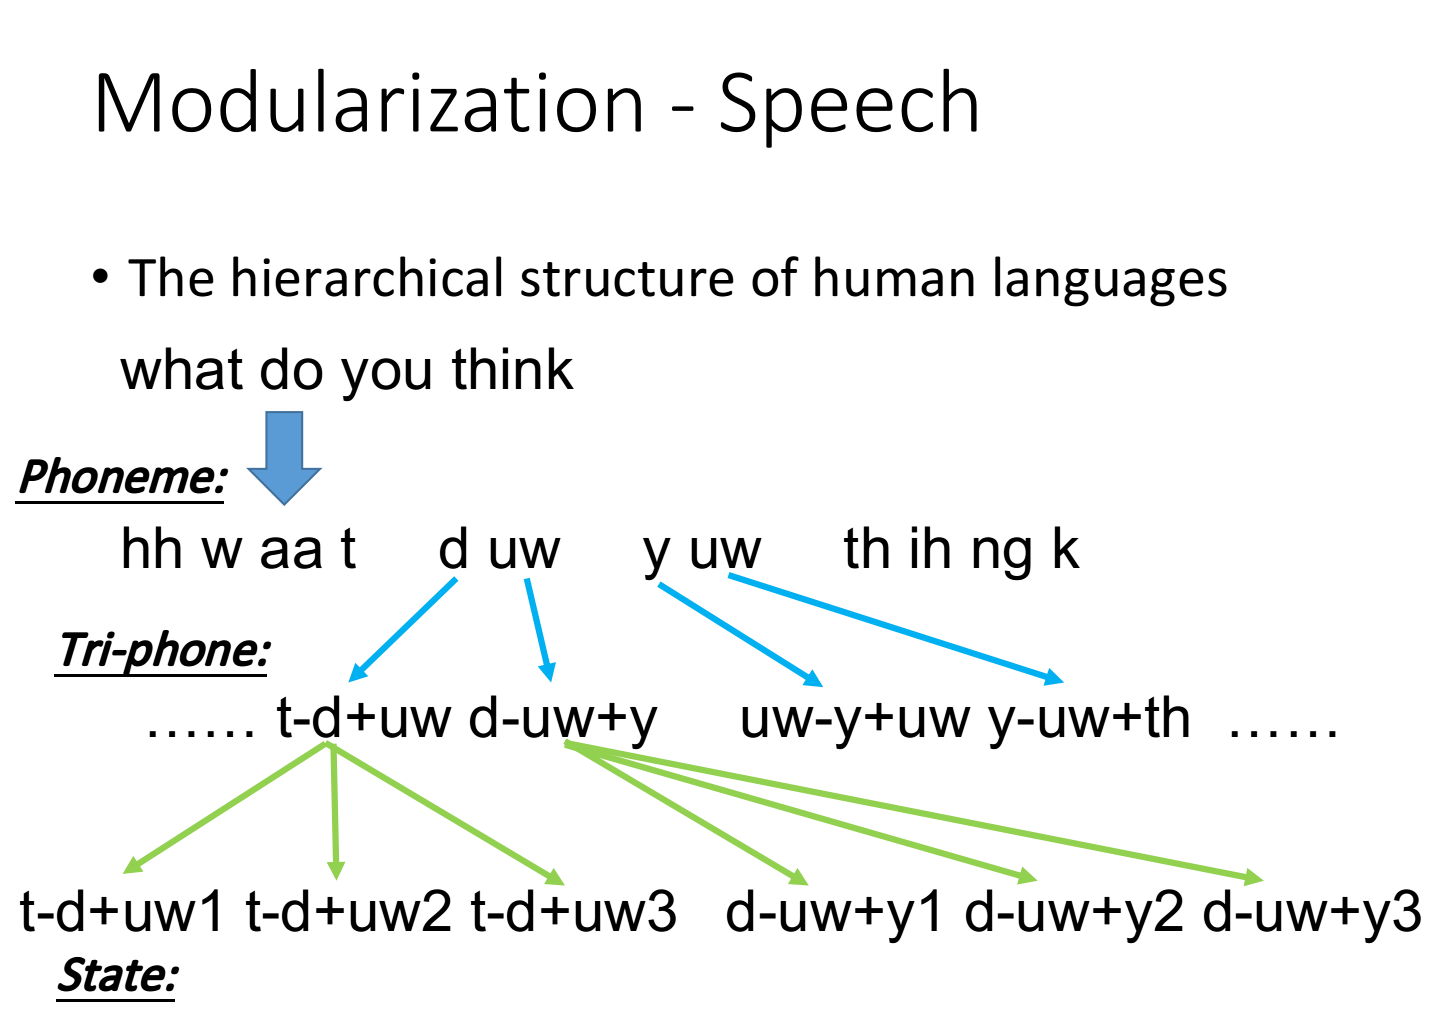 Modularization - Speech
• The hierarchical structure of human languages
what do you think
Phoneme:
hh w aa t d uw y uw th ih ng k
Tri-phone:
…… t-d+uw d-uw+y uw-y+uw y-uw+th ……
t-d+uw1 t-d+uw2 t-d+uw3 d-uw+y1 d-uw+y2 d-uw+y3
State: